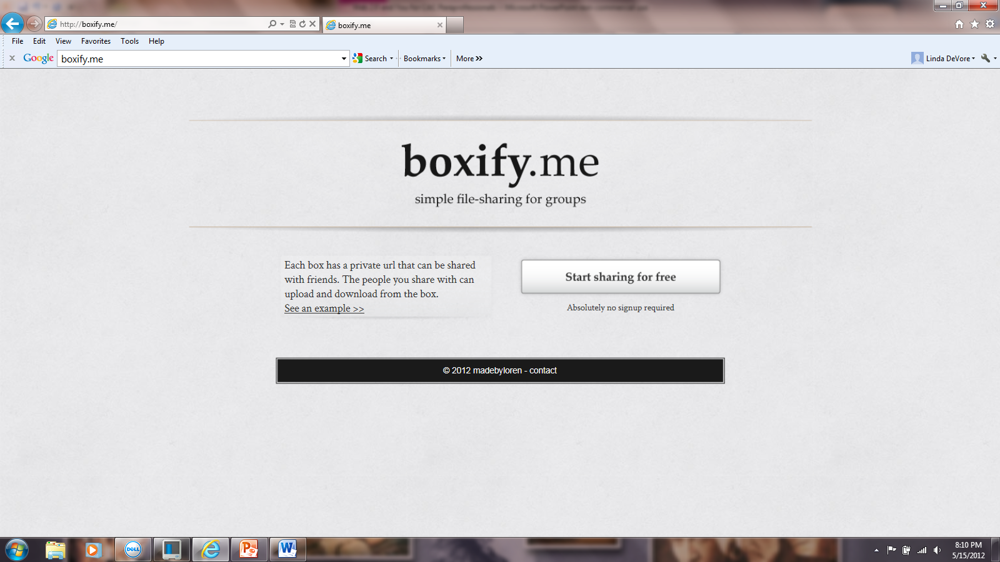 http://boxify.me/
boxify.me
File Edit View Favorites Tools Help
Google boxify.me Search Bookmarks More Linda DeVore
boxify.me
simple file-sharing for groups
Each box has a private url that can be shared
with friends. The people you share with can
upload and download from the box.
See an example >>
Start sharing for free
Absolutely no signup required
© 2012 madebyloren - contact
DELL
8:10 PM
5/15/2012